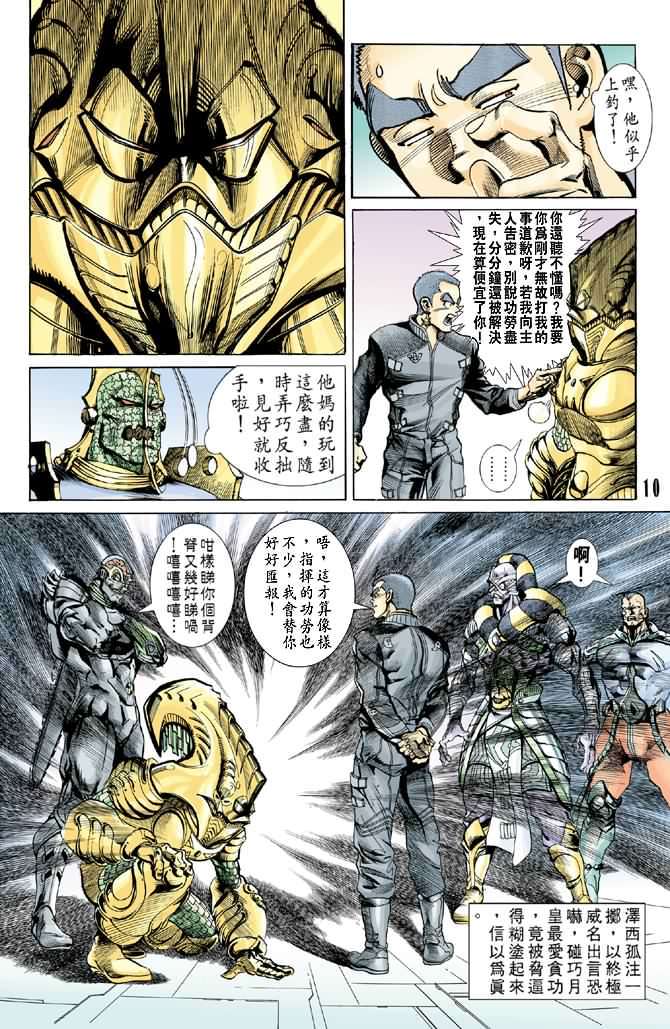 嘿，他似乎
上釣了！
你還聽不懂嗎？我要
你爲剛才無故打我的
事道歉呀，若我向主
人告密，別說功勞盡
失，分分鐘還被解決
，現在算便宜了你！
⋯⋯
他媽的玩到
這麼盡，隨
時弄巧反拙
，見好就收
手啦！
10
啊！
唔，這才算像樣
，指揮的功勞也
不少，我會替你
好好匯報！
咁樣睇你個背
脊又幾好睇喎
！嘻嘻嘻⋯
澤西孤注一
擲，以終極
威名出言恐
嚇，碰巧月
皇最愛貪功
，竟被脅逼
得糊塗起來
，信以爲眞
。